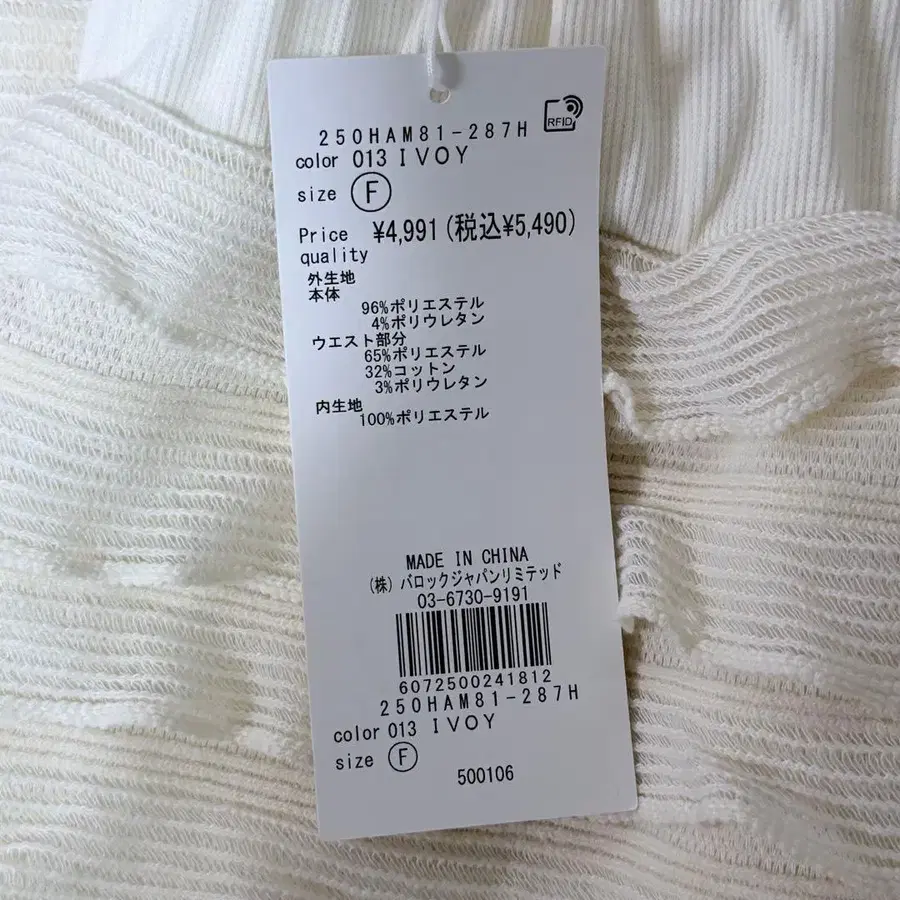 250HAM81-287H RFID
color 013 IVOY
size F
Price ¥4,991(税込¥5,490)
quality
外生地
本体
96%ポリエステル
4%ポリウレタン
ウエスト部分
65%ポリエステル
32%コットン
3%ポリウレタン
内生地
100%ポリエステル
MADE IN CHINA
(株)バロックジャパンリミテッド
03-6730-9191
6072500241812
250HAM81-287H
color 013 IVOY
size F
500106